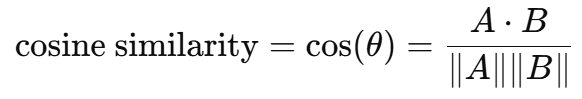 cosine similarity = cos(θ) = A · B / ‖A‖‖B‖